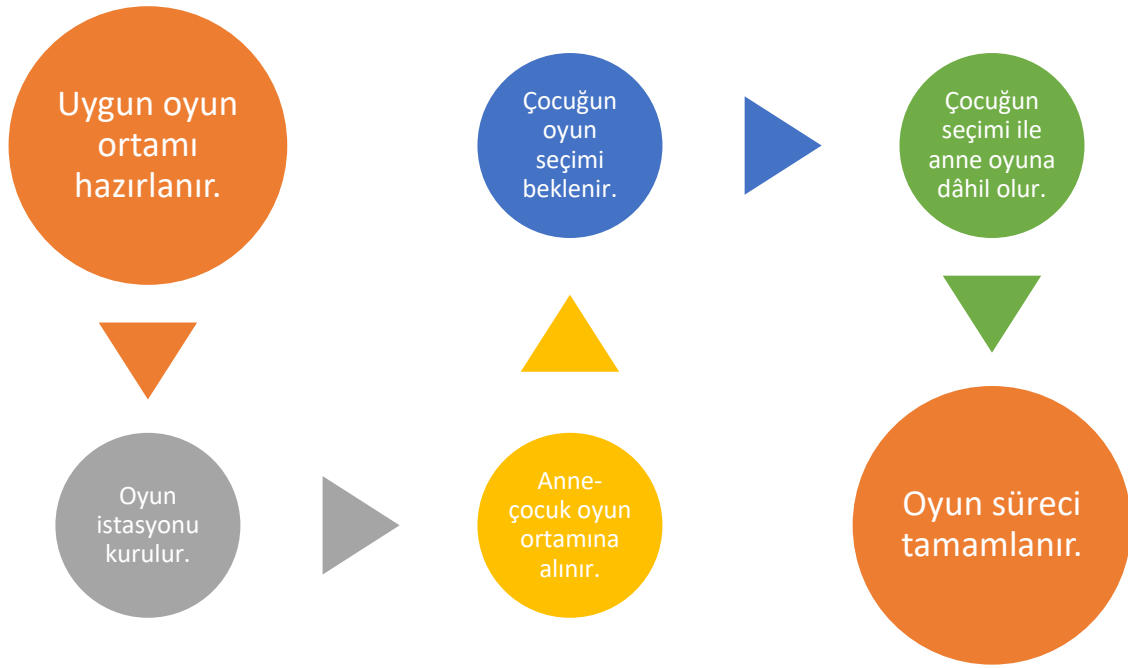 Uygun oyun
ortamı
hazırlanır.
Oyun
istasyonu
kurulur.
Anne-
çocuk oyun
ortamına
alınır.
Çocuğun
oyun
seçimi
beklenir.
Çocuğun
seçimi ile
anne oyuna
dâhil olur.
Oyun süreci
tamamlanır.